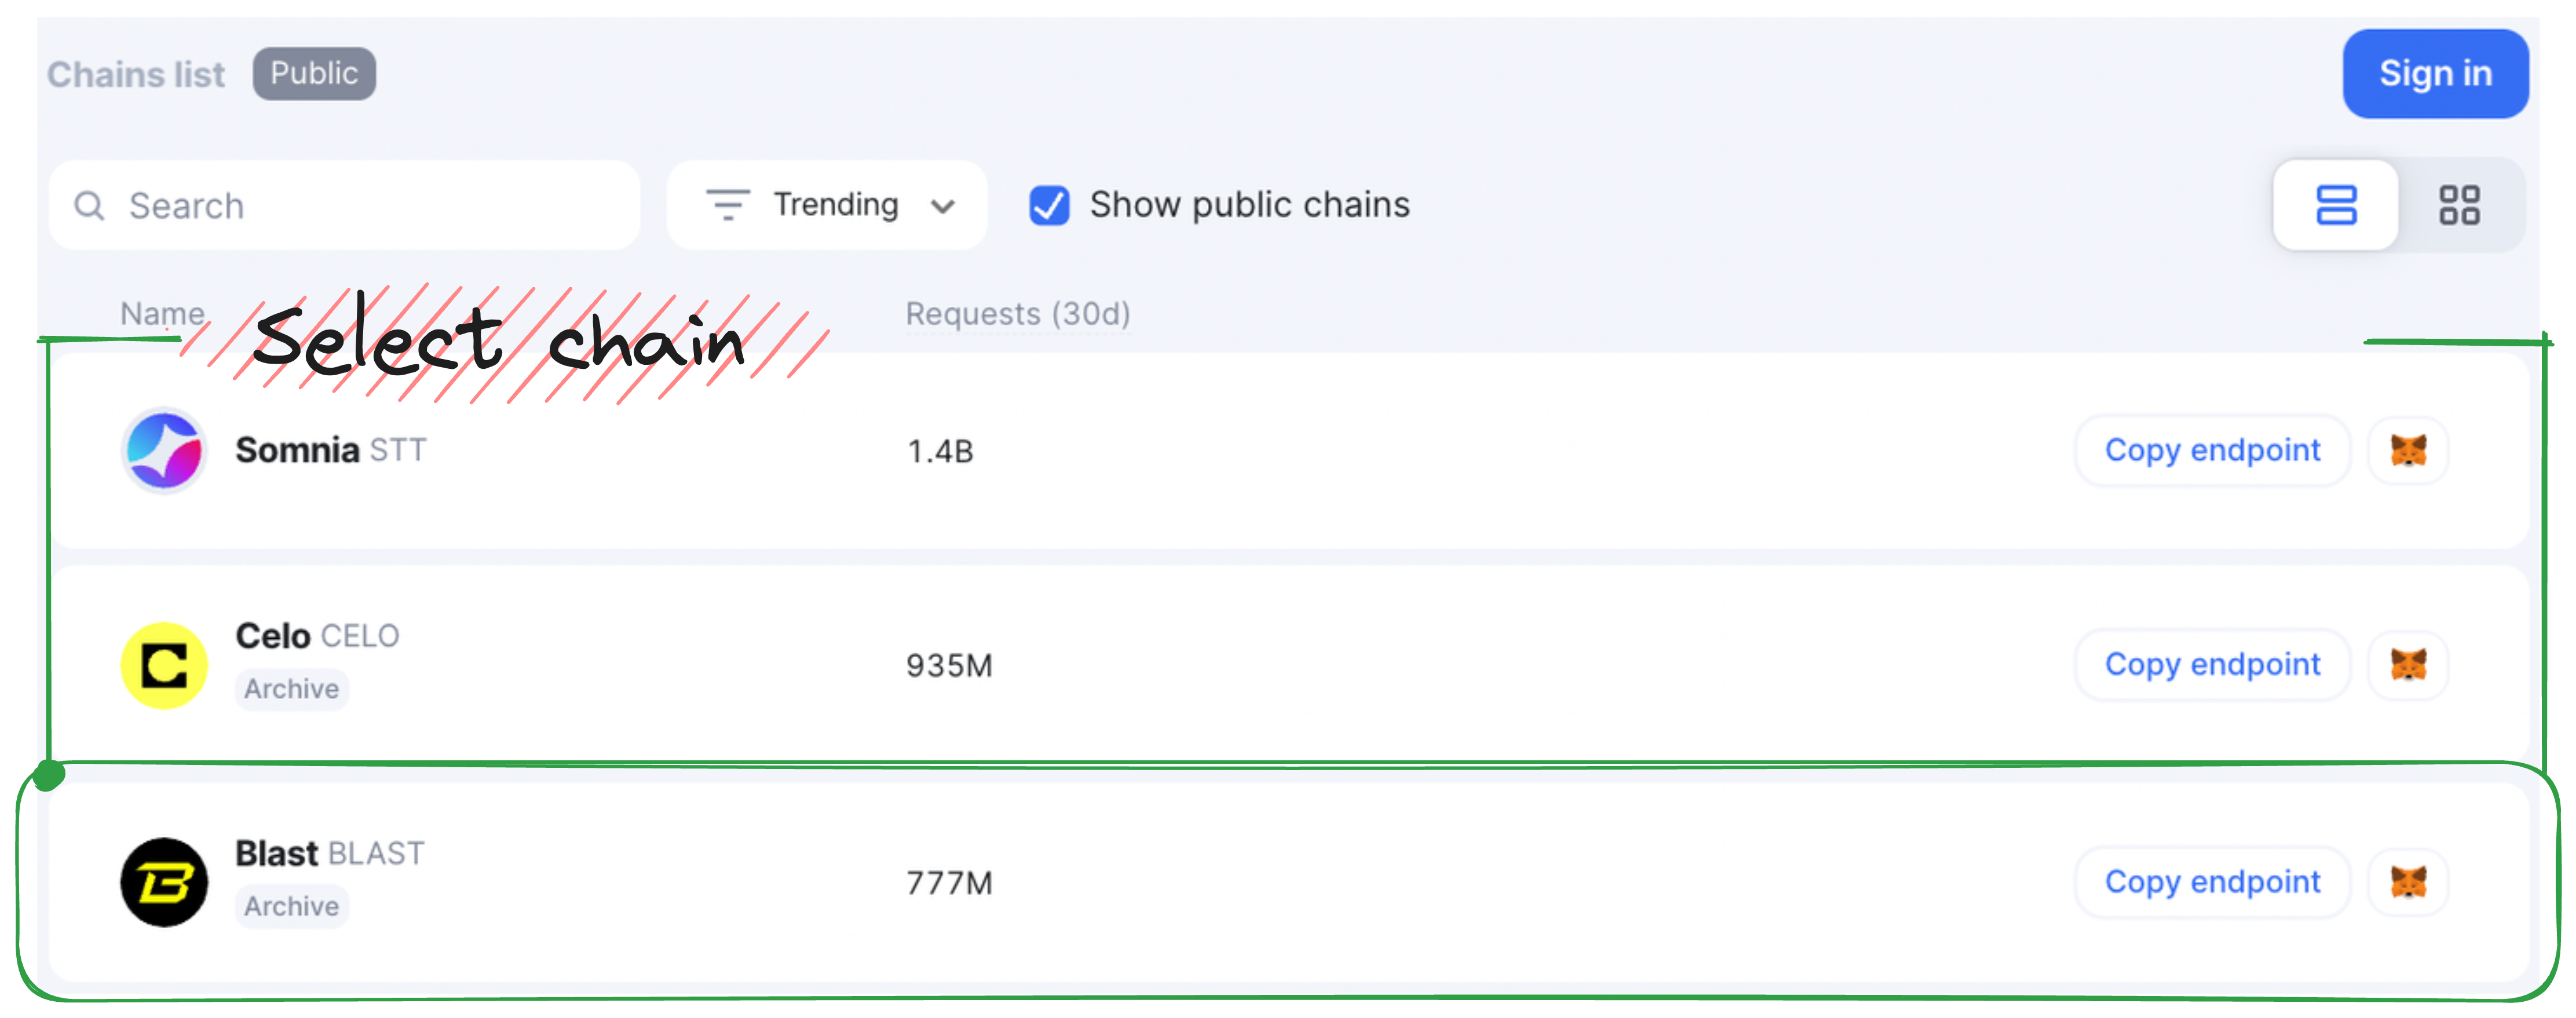 Chains list Public Sign in
Search Trending Show public chains
Name Requests (30d)
Select chain
Somnia STT 1.4B Copy endpoint
Celo CELO 935M Copy endpoint
Archive
Blast BLAST 777M Copy endpoint
Archive